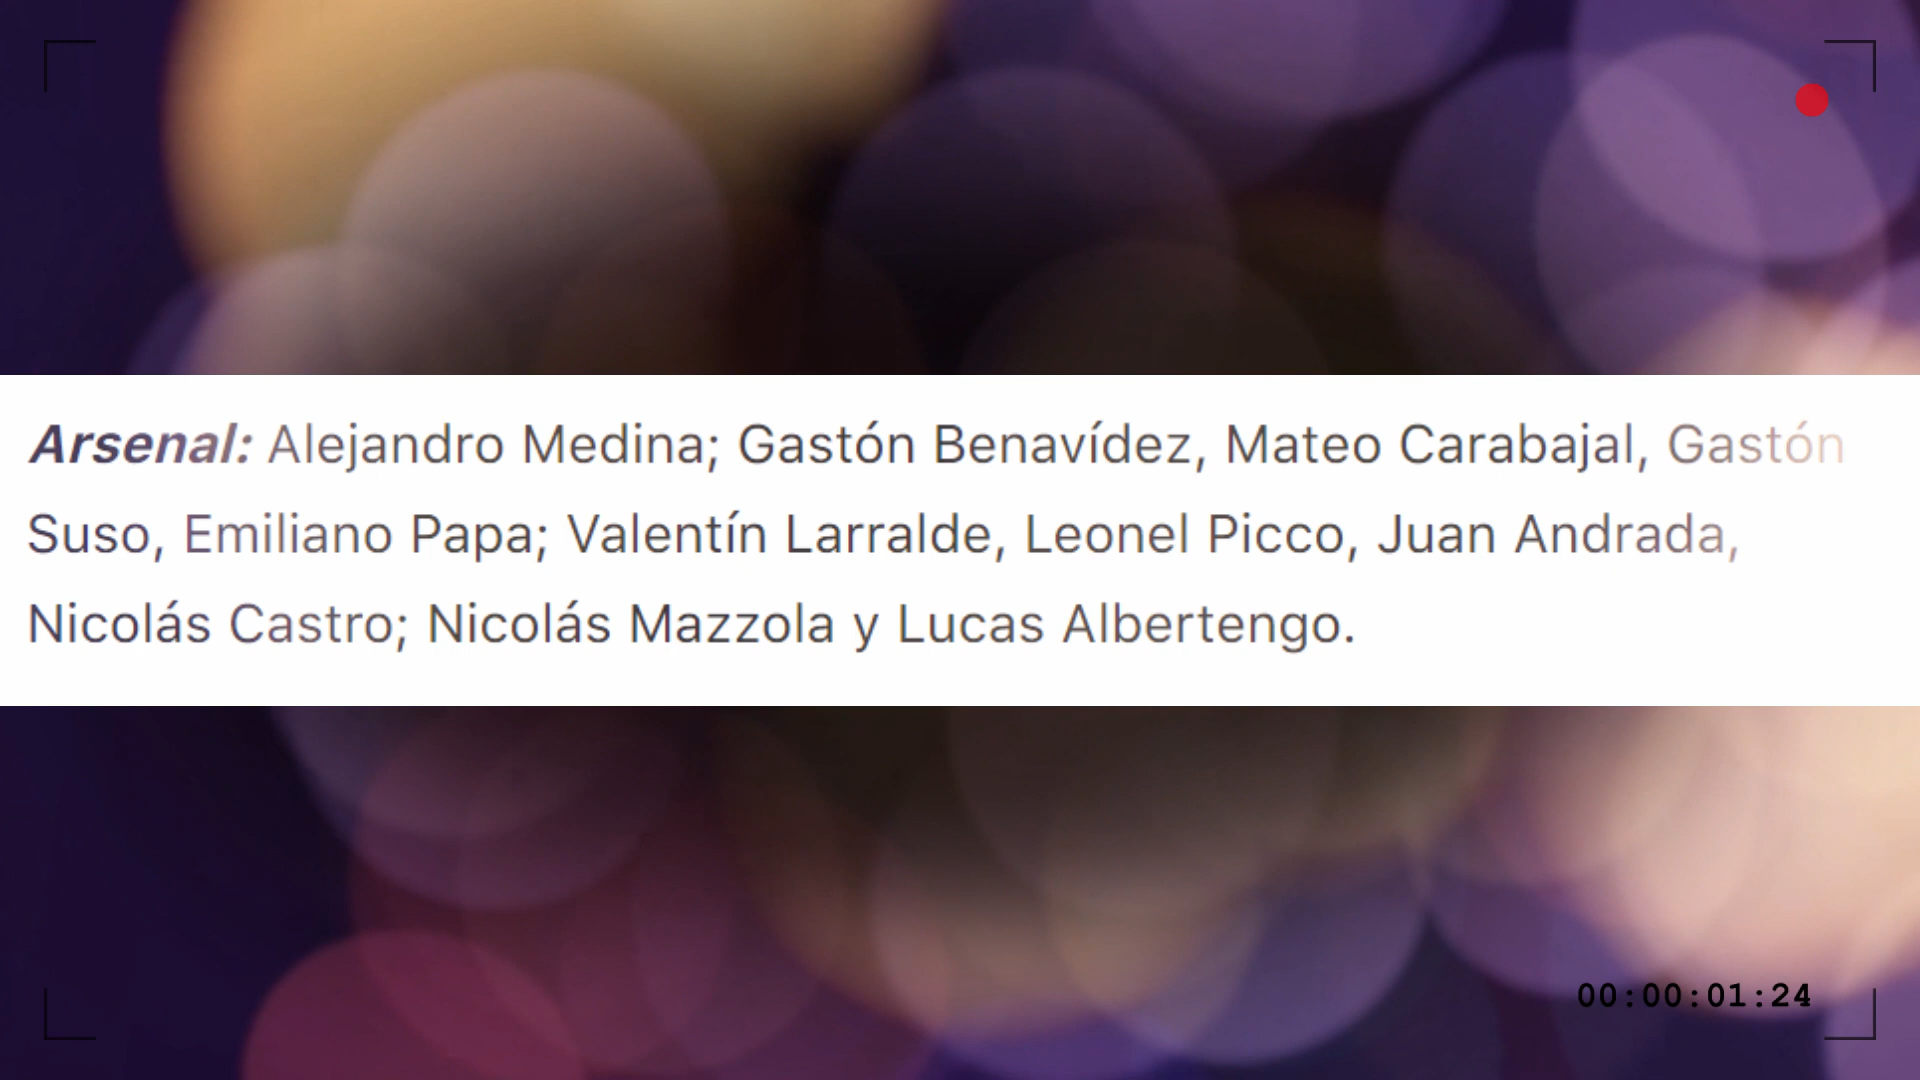 Arsenal: Alejandro Medina; Gastón Benavídez, Mateo Carabajal, Gastón
Suso, Emiliano Papa; Valentín Larralde, Leonel Picco, Juan Andrada,
Nicolás Castro; Nicolás Mazzola y Lucas Albertengo.
00:00:01:24